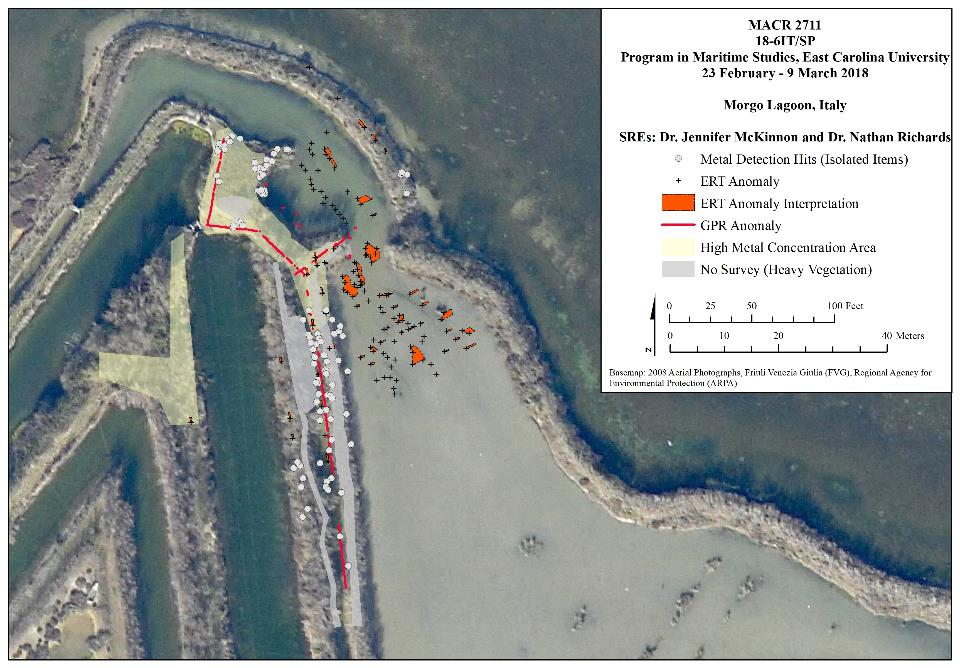 MACR 2711
18-6IT/SP
Program in Maritime Studies, East Carolina University
23 February - 9 March 2018
Morgo Lagoon, Italy
SREs: Dr. Jennifer McKinnon and Dr. Nathan Richards
Metal Detection Hits (Isolated Items)
ERT Anomaly
ERT Anomaly Interpretation
GPR Anomaly
High Metal Concentration Area
No Survey (Heavy Vegetation)
0 25 50 100 Feet
0 10 20 40 Meters
N
Basemap: 2008 Aerial Photographs, Friuli Venezia Giulia (FVG), Regional Agency for
Environmental Protection (ARPA)